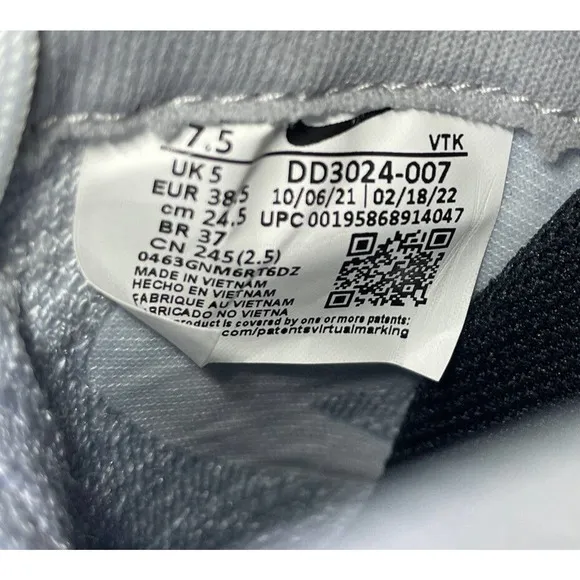 7.5 VTK
UK 5 DD3024-007
EUR 38.5 10/06/21 | 02/18/22
cm 24.5 UPC 00195868914047
BR 37
CN 245(2.5)
0463GNM6RT6DZ
MADE IN VIETNAM
HECHO EN VIETNAM
FABRIQUE AU VIETNAM
BRICADO NO VIETNA
product is covered by one or more patents:
.com/patentsvirtualmarking